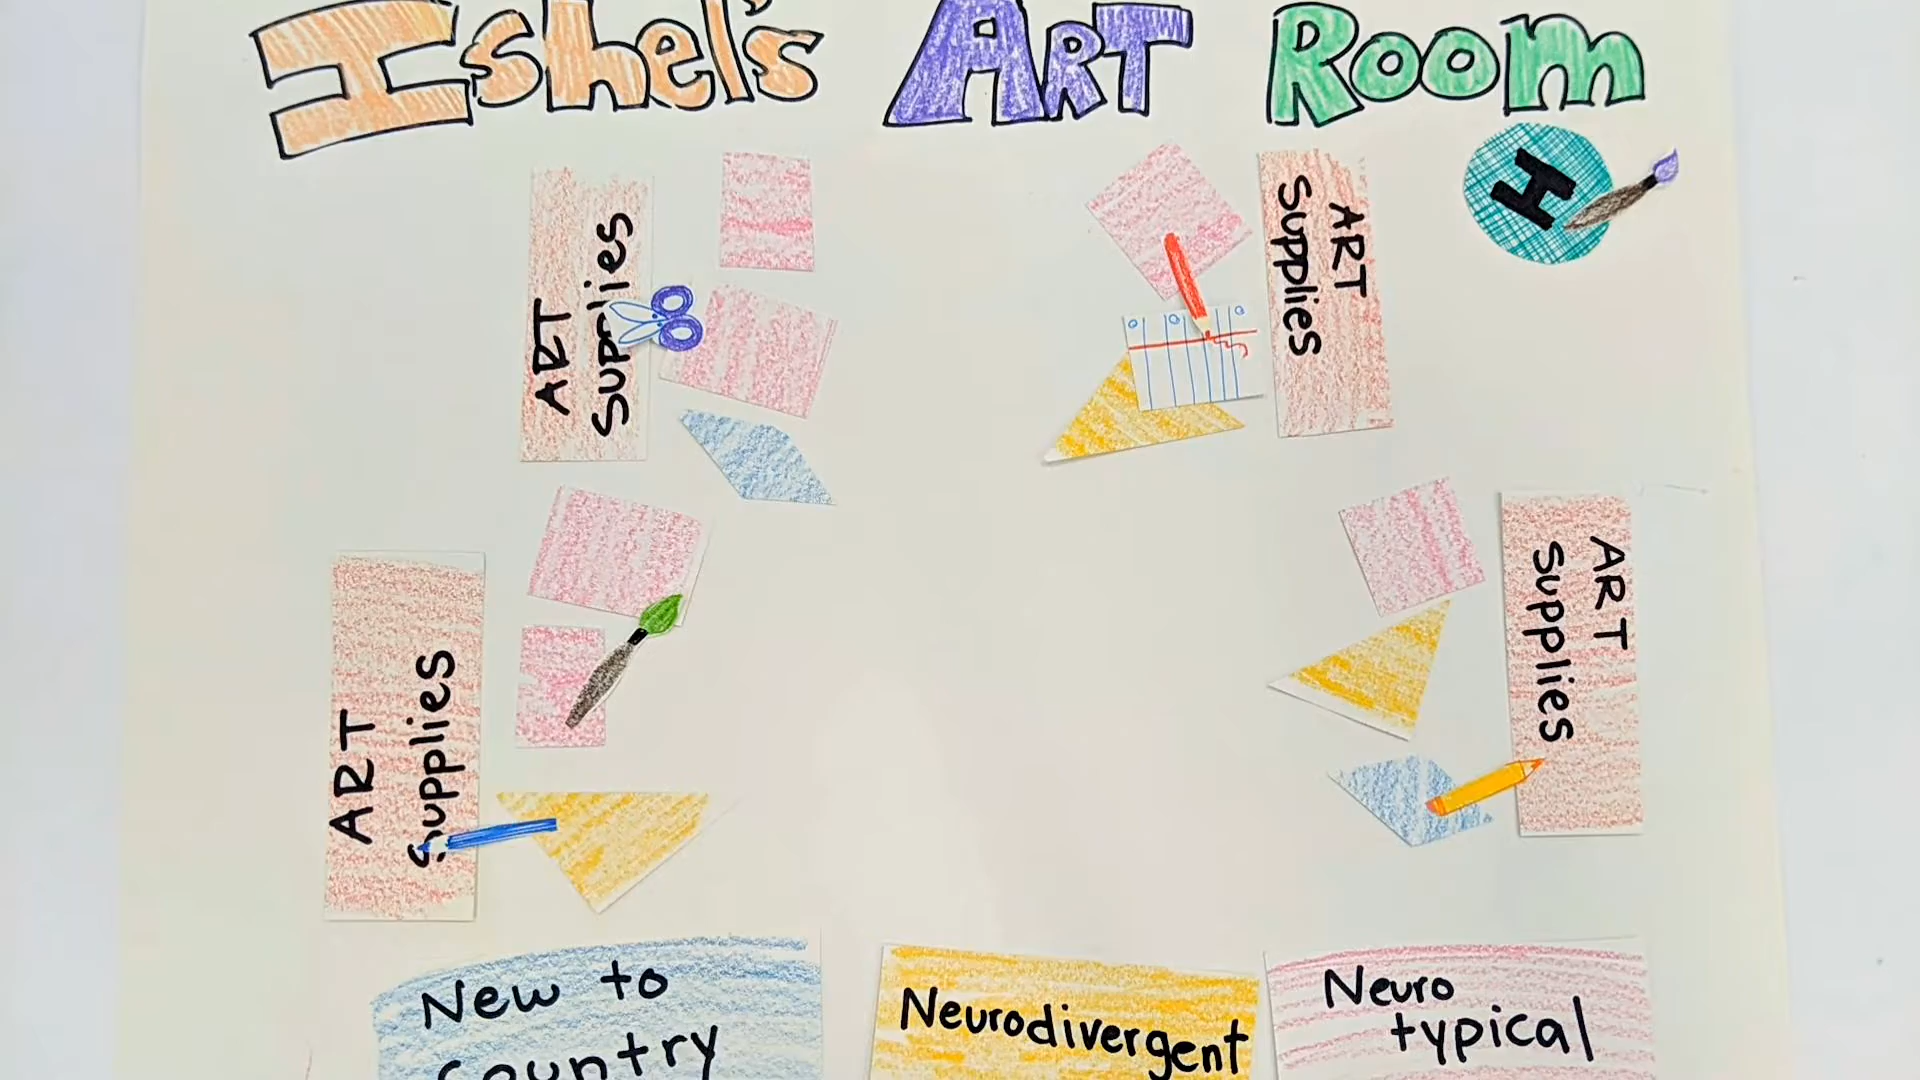 Ishel's Art Room
H
ART
Supplies
ART
Supplies
ART
Supplies
ART
Supplies
New to
country
Neurodivergent
Neuro
typical